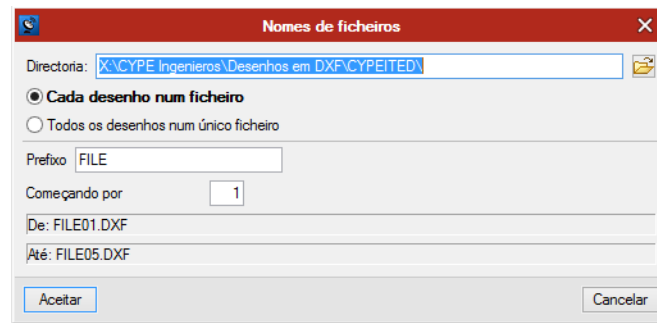 Nomes de ficheiros
Directoria: X:\CYPE Ingenieros\Desenhos em DXF\CYPEITED\
Cada desenho num ficheiro
Todos os desenhos num único ficheiro
Prefixo FILE
Começando por 1
De: FILE01.DXF
Até: FILE05.DXF
Aceitar Cancelar